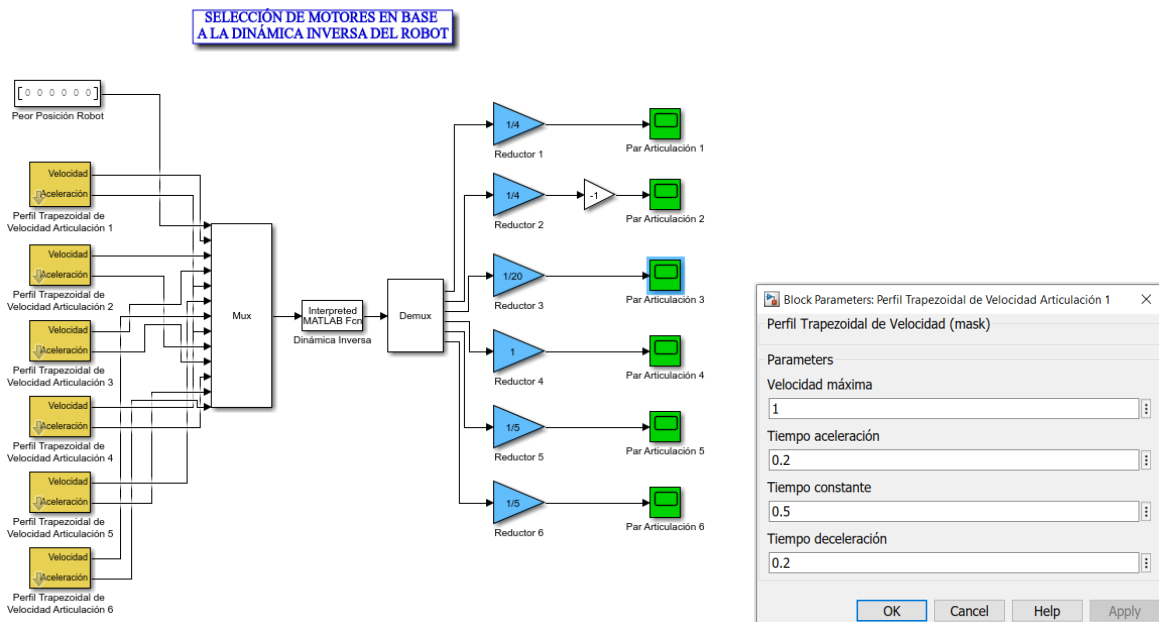 SELECCIÓN DE MOTORES EN BASE
A LA DINÁMICA INVERSA DEL ROBOT
[0 0 0 0 0 0]
Peor Posición Robot
Velocidad
Aceleración
Perfil Trapezoidal de
Velocidad Articulación 1
Velocidad
Aceleración
Perfil Trapezoidal de
Velocidad Articulación 2
Velocidad
Aceleración
Perfil Trapezoidal de
Velocidad Articulación 3
Velocidad
Aceleración
Perfil Trapezoidal de
Velocidad Articulación 4
Velocidad
Aceleración
Perfil Trapezoidal de
Velocidad Articulación 5
Velocidad
Aceleración
Perfil Trapezoidal de
Velocidad Articulación 6
Mux
Interpreted
MATLAB Fcn
Dinámica Inversa
Demux
1/4
Reductor 1
Par Articulación 1
1/4
Reductor 2
-1
Par Articulación 2
1/20
Reductor 3
Par Articulación 3
1
Reductor 4
Par Articulación 4
1/5
Reductor 5
Par Articulación 5
1/5
Reductor 6
Par Articulación 6
Block Parameters: Perfil Trapezoidal de Velocidad Articulación 1
Perfil Trapezoidal de Velocidad (mask)
Parameters
Velocidad máxima
1
Tiempo aceleración
0.2
Tiempo constante
0.5
Tiempo deceleración
0.2
OK Cancel Help Apply